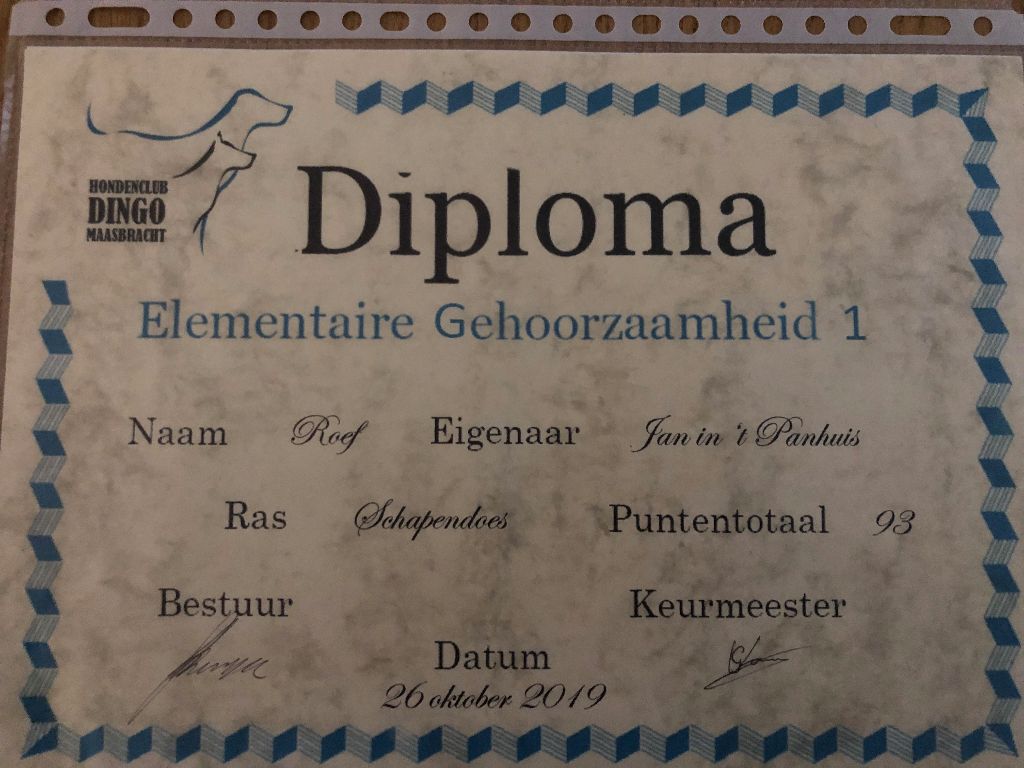 HONDENCLUB
DINGO
MAASBRACHT
Diploma
Elementaire Gehoorzaamheid 1
Naam Roef Eigenaar Jan in 't Panhuis
Ras Schapendoes Puntentotaal 93
Bestuur Keurmeester
Datum
26 oktober 2019